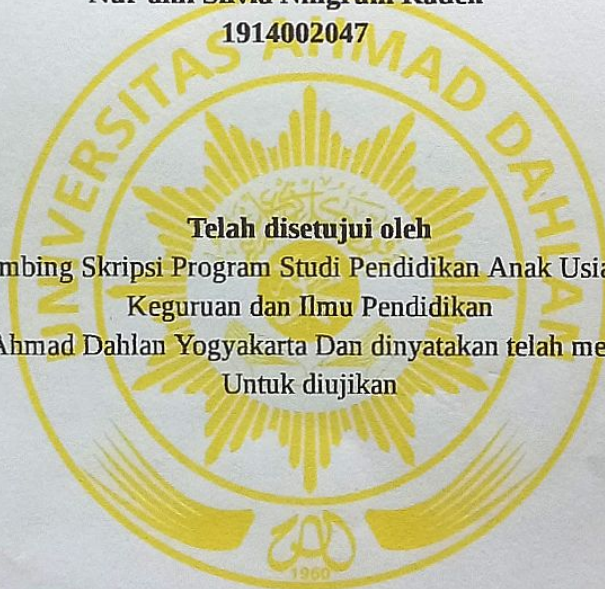 1914002047
UNIVERSITAS AHMAD DAHLAN
Telah disetujui oleh
mbing Skripsi Program Studi Pendidikan Anak Usia
Keguruan dan Ilmu Pendidikan
Ahmad Dahlan Yogyakarta Dan dinyatakan telah me
Untuk diujikan
1960